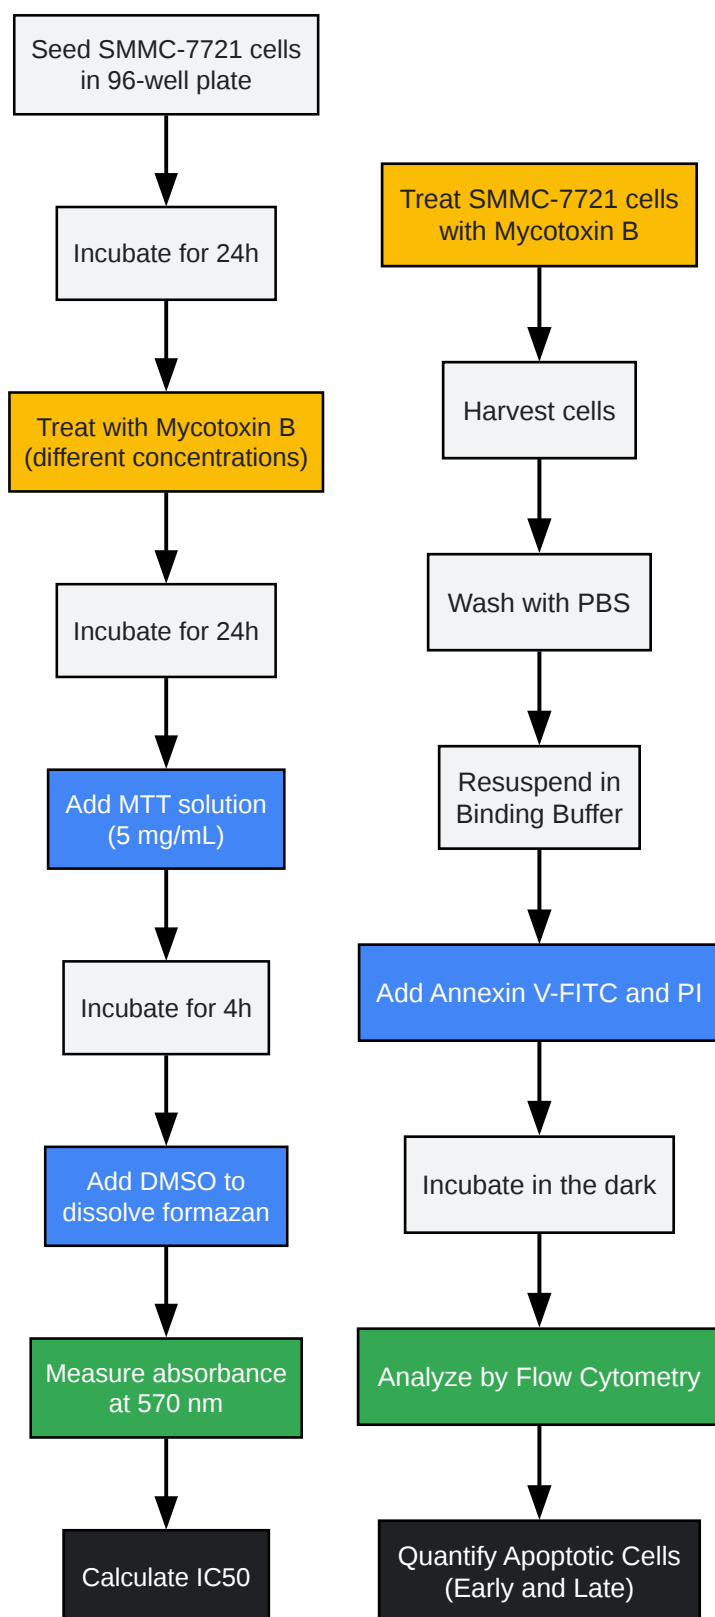 Seed SMMC-7721 cells
in 96-well plate
Incubate for 24h
Treat with Mycotoxin B
(different concentrations)
Incubate for 24h
Add MTT solution
(5 mg/mL)
Incubate for 4h
Add DMSO to
dissolve formazan
Measure absorbance
at 570 nm
Calculate IC50
Treat SMMC-7721 cells
with Mycotoxin B
Harvest cells
Wash with PBS
Resuspend in
Binding Buffer
Add Annexin V-FITC and PI
Incubate in the dark
Analyze by Flow Cytometry
Quantify Apoptotic Cells
(Early and Late)